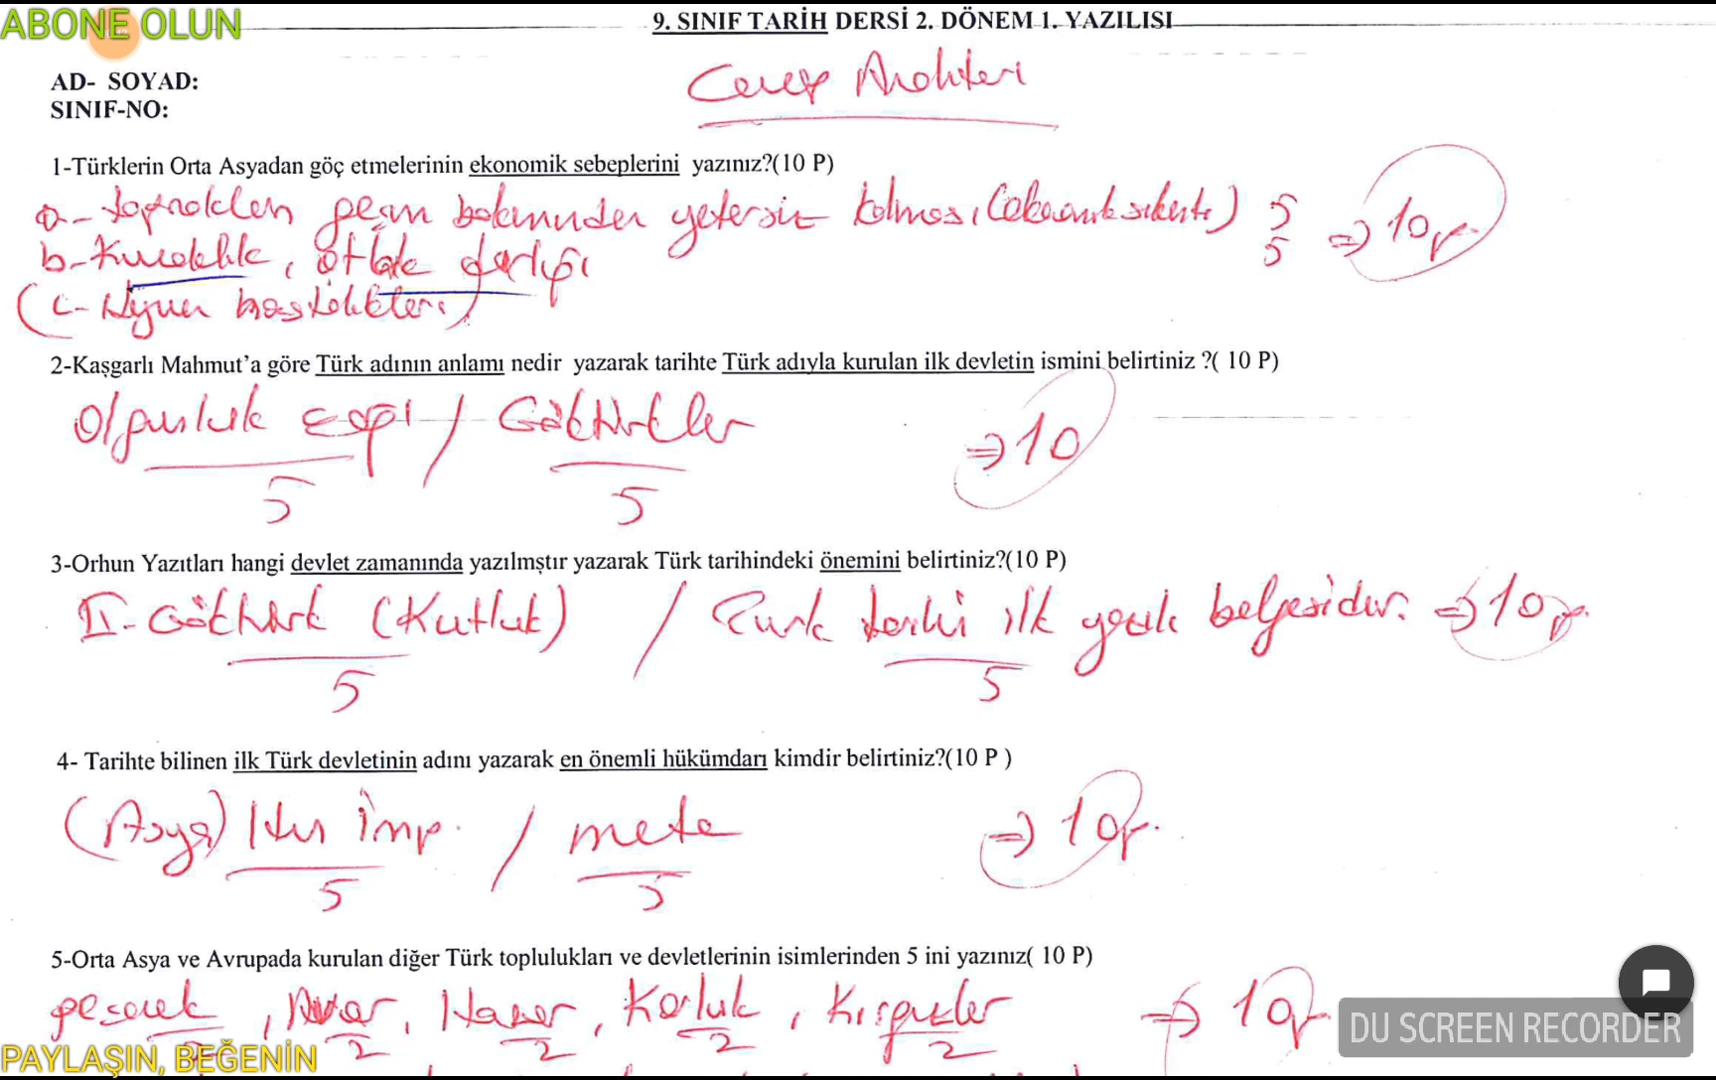 ABONE OLUN
9. SINIF TARİH DERSİ 2. DÖNEM 1. YAZILISI
AD- SOYAD:
SINIF-NO:
Cevap Anahtarı
1-Türklerin Orta Asyadan göç etmelerinin ekonomik sebeplerini yazınız?(10 P)
a- toprakların geçim bakımından yetersiz kalması (ekonomik sıkıntı) 5
b- Kuraklık, otlak darlığı 5 => 10p.
(c- Hayvan hastalıkları)
2-Kaşgarlı Mahmut'a göre Türk adının anlamı nedir yazarak tarihte Türk adıyla kurulan ilk devletin ismini belirtiniz ?( 10 P)
Olgunluk çağı / Göktürkler => 10
5 5
3-Orhun Yazıtları hangi devlet zamanında yazılmştır yazarak Türk tarihindeki önemini belirtiniz?(10 P)
II. Göktürk (Kutluk) / Türk tarihi ilk yazılı belgesidir. => 10p.
5 5
4- Tarihte bilinen ilk Türk devletinin adını yazarak en önemli hükümdarı kimdir belirtiniz?(10 P )
(Asya) Hun imp. / mete => 10p.
5 5
5-Orta Asya ve Avrupada kurulan diğer Türk toplulukları ve devletlerinin isimlerinden 5 ini yazınız( 10 P)
peçenek, Avar, Hazar, Karluk, Kırgızlar => 10p.
2 2 2 2
PAYLAŞIN, BEĞENİN
DU SCREEN RECORDER